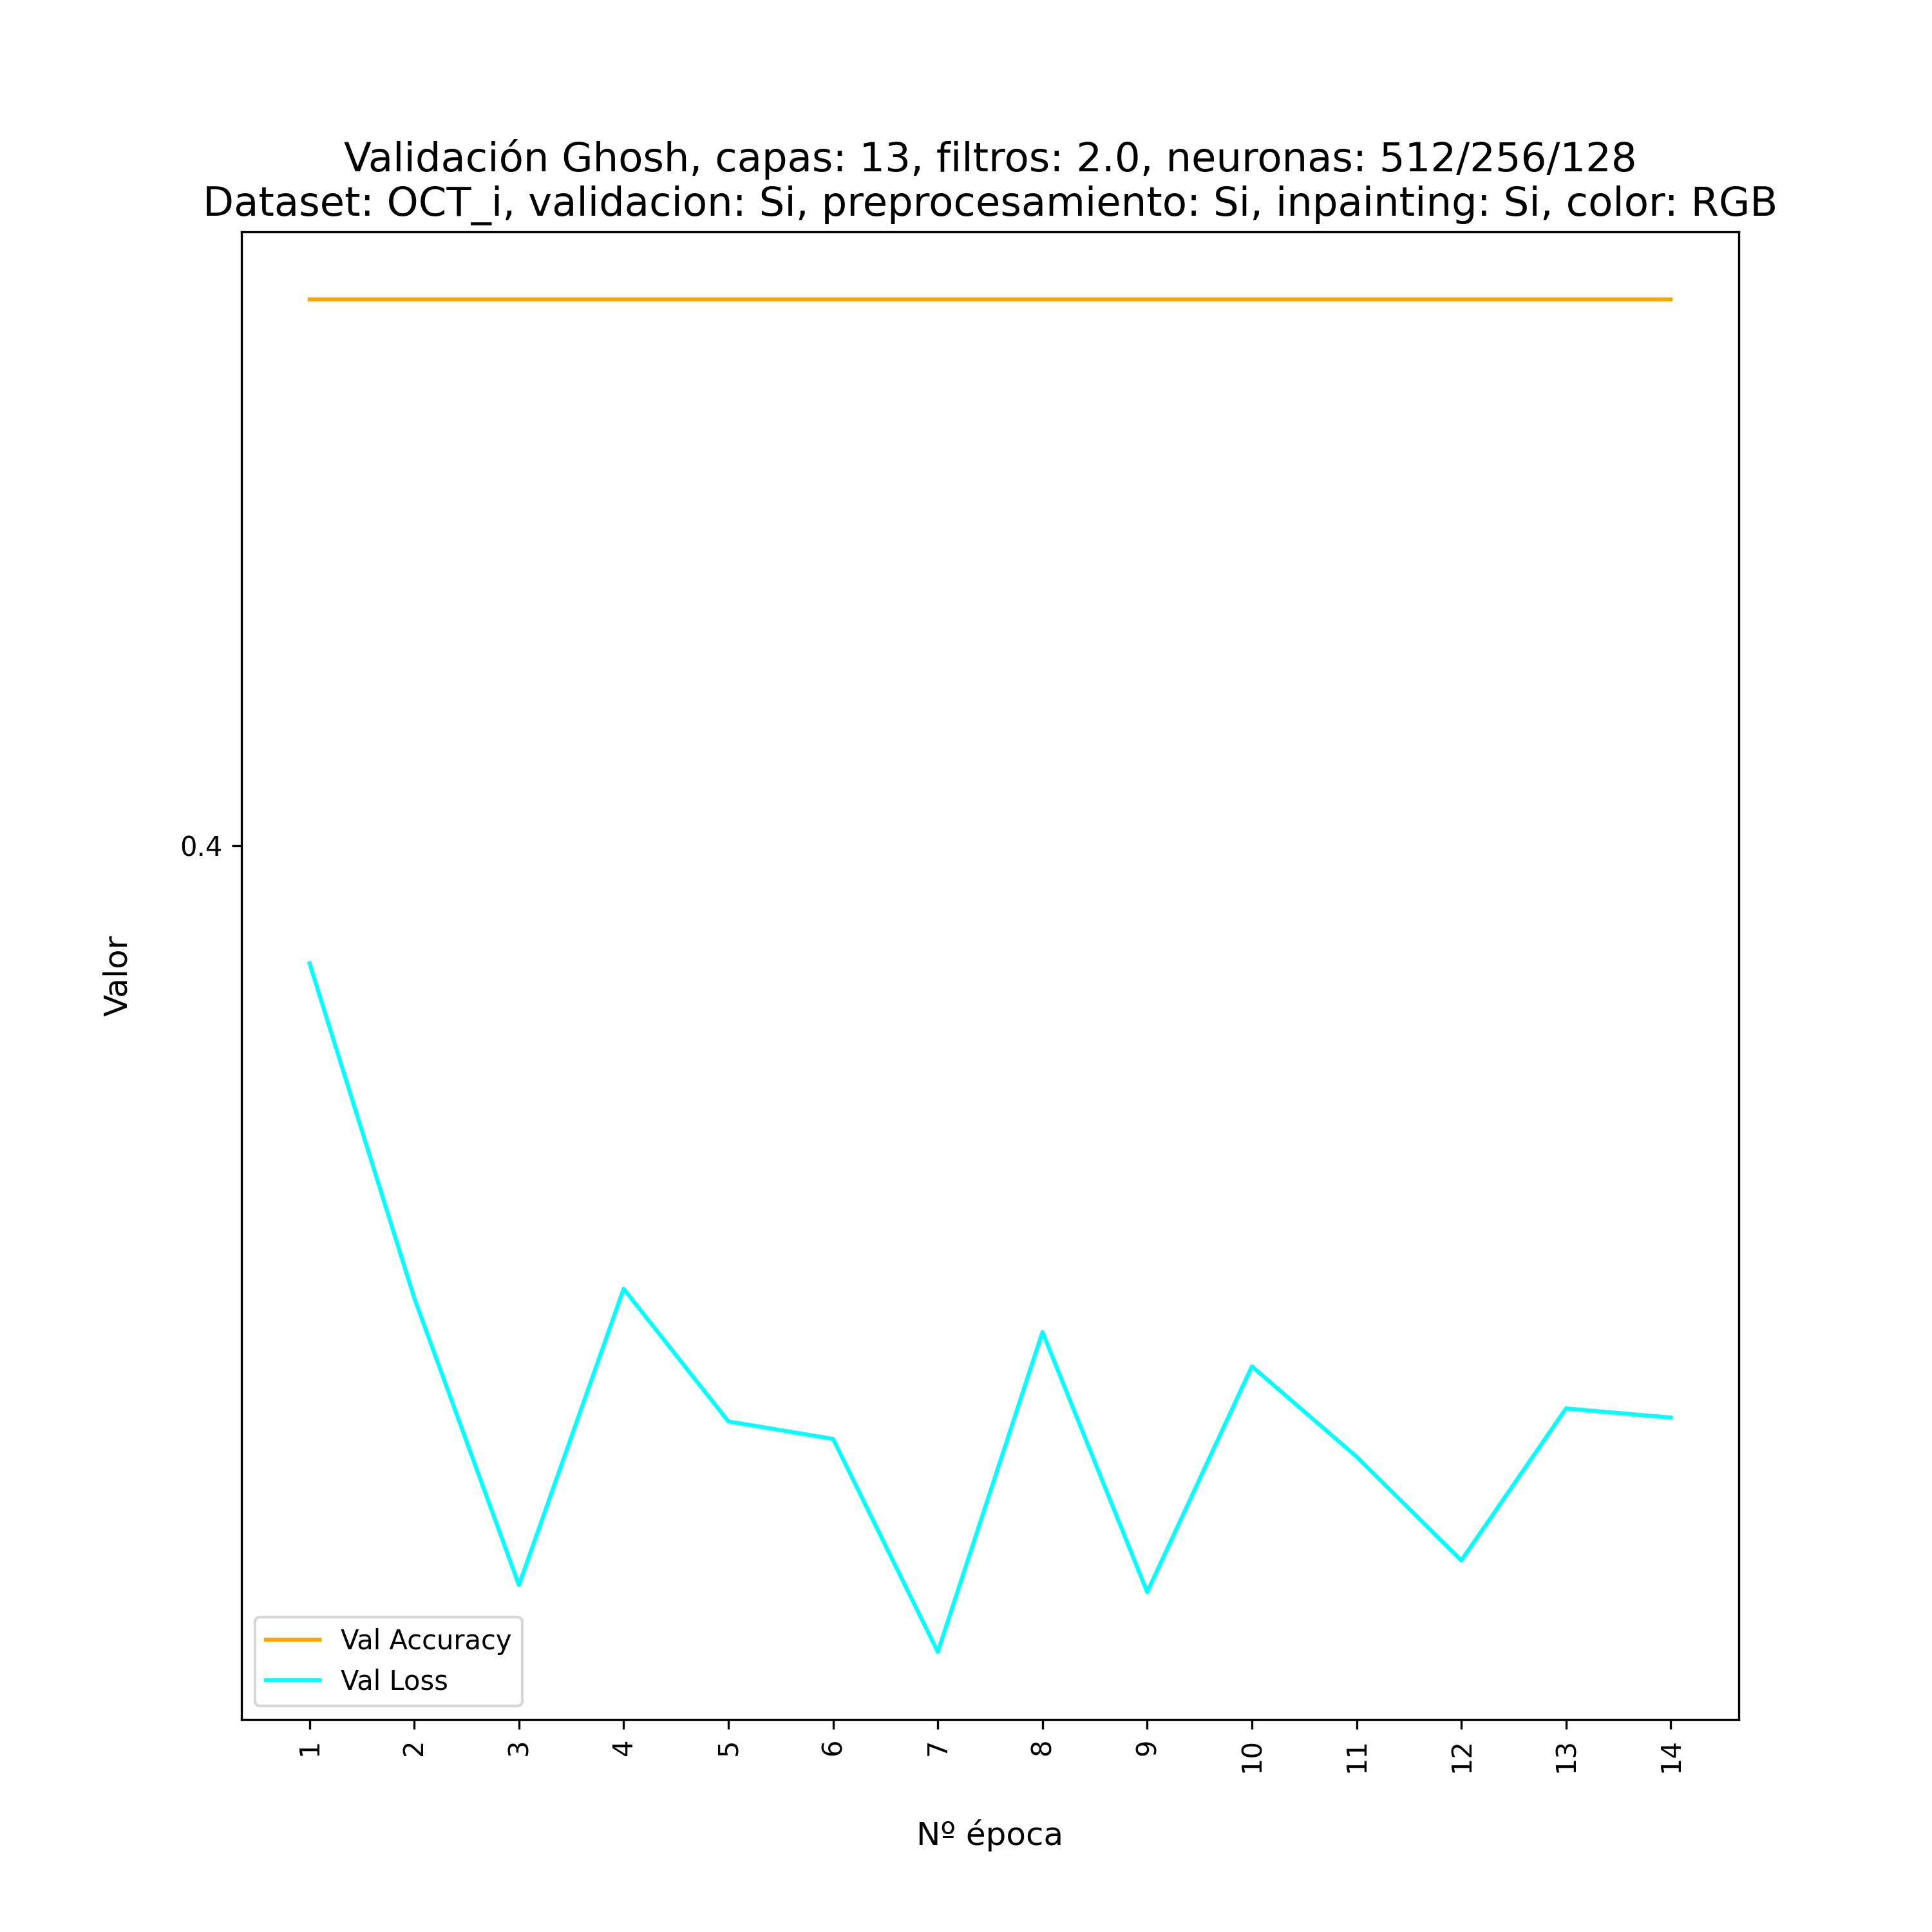 Validación Ghosh, capas: 13, filtros: 2.0, neuronas: 512/256/128
Dataset: OCT_i, validacion: Si, preprocesamiento: Si, inpainting: Si, color: RGB
0.4
Valor
Val Accuracy
Val Loss
1
2
3
4
5
6
7
8
9
10
11
12
13
14
Nº época